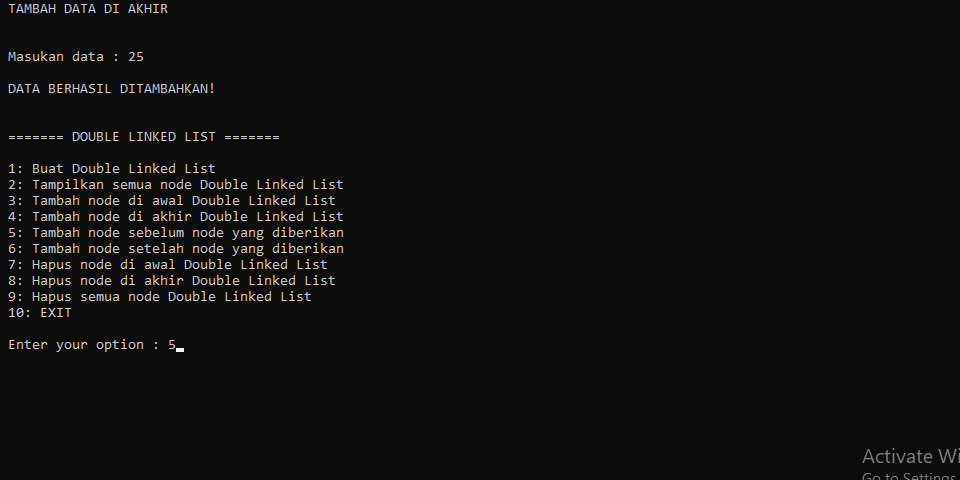 TAMBAH DATA DI AKHIR
Masukan data : 25
DATA BERHASIL DITAMBAHKAN!
======= DOUBLE LINKED LIST =======
1: Buat Double Linked List
2: Tampilkan semua node Double Linked List
3: Tambah node di awal Double Linked List
4: Tambah node di akhir Double Linked List
5: Tambah node sebelum node yang diberikan
6: Tambah node setelah node yang diberikan
7: Hapus node di awal Double Linked List
8: Hapus node di akhir Double Linked List
9: Hapus semua node Double Linked List
10: EXIT
Enter your option : 5
Activate Wi
Go to Settings